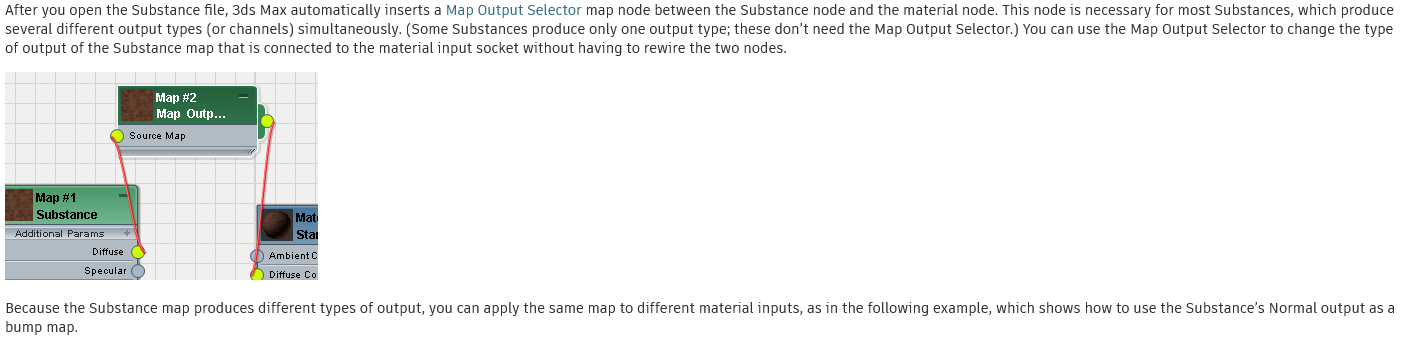 After you open the Substance file, 3ds Max automatically inserts a Map Output Selector map node between the Substance node and the material node. This node is necessary for most Substances, which produce
several different output types (or channels) simultaneously. (Some Substances produce only one output type; these don't need the Map Output Selector.) You can use the Map Output Selector to change the type
of output of the Substance map that is connected to the material input socket without having to rewire the two nodes.
Map #2
Map Outp...
Source Map
Map #1
Substance
Additional Params
Diffuse
Specular
Mat
Sta
Ambient C
Diffuse Co
Because the Substance map produces different types of output, you can apply the same map to different material inputs, as in the following example, which shows how to use the Substance's Normal output as a
bump map.